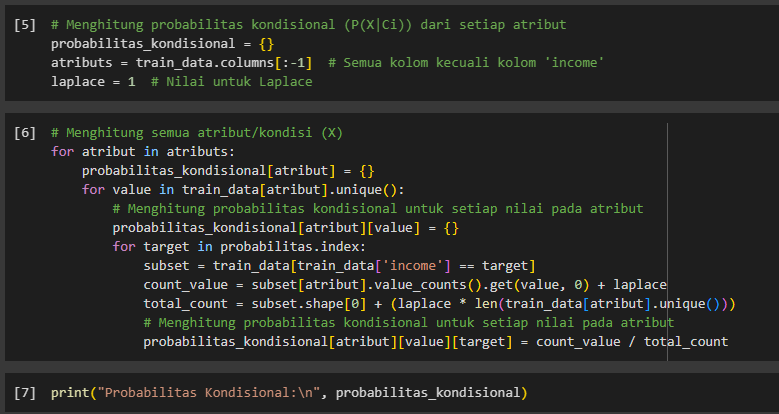 [5] # Menghitung probabilitas kondisional (P(X|Ci)) dari setiap atribut
probabilitas_kondisional = {}
atributs = train_data.columns[:-1]  # Semua kolom kecuali kolom 'income'
laplace = 1  # Nilai untuk Laplace
[6] # Menghitung semua atribut/kondisi (X)
for atribut in atributs:
    probabilitas_kondisional[atribut] = {}
    for value in train_data[atribut].unique():
        # Menghitung probabilitas kondisional untuk setiap nilai pada atribut
        probabilitas_kondisional[atribut][value] = {}
        for target in probabilitas.index:
            subset = train_data[train_data['income'] == target]
            count_value = subset[atribut].value_counts().get(value, 0) + laplace
            total_count = subset.shape[0] + (laplace * len(train_data[atribut].unique()))
            # Menghitung probabilitas kondisional untuk setiap nilai pada atribut
            probabilitas_kondisional[atribut][value][target] = count_value / total_count
[7] print("Probabilitas Kondisional:\n", probabilitas_kondisional)